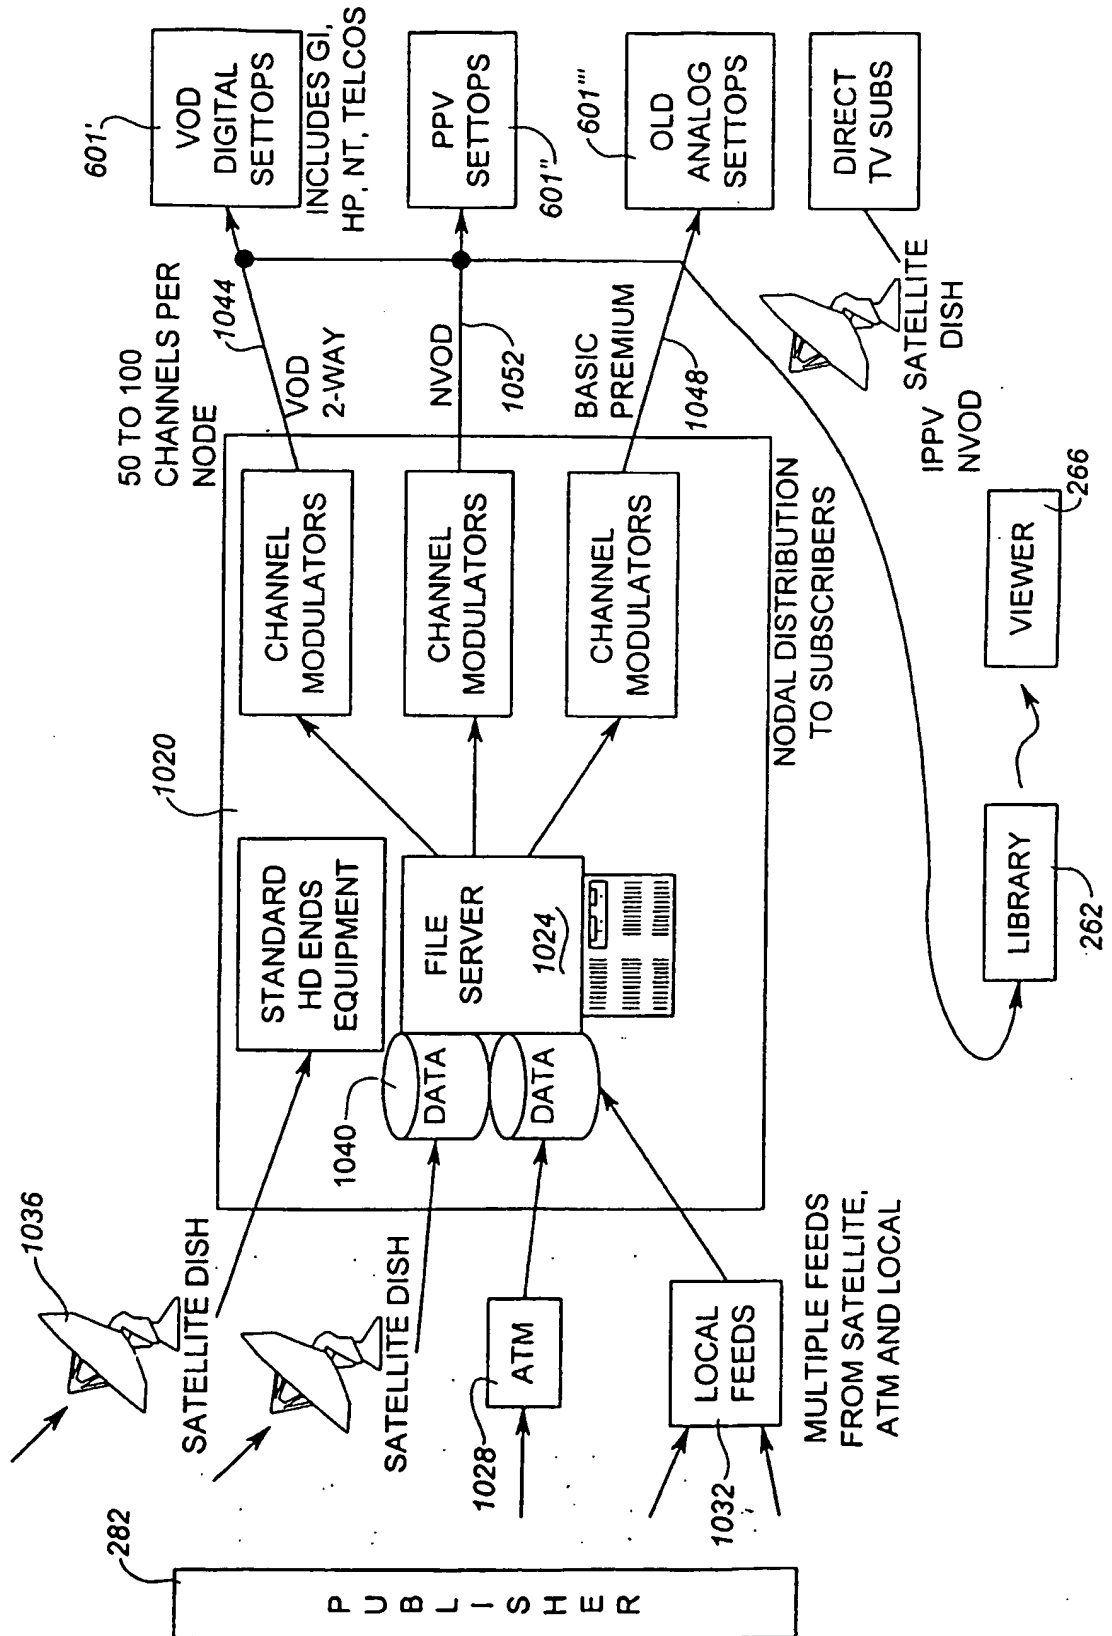 282
PUBLISHER
1036
SATELLITE DISH
SATELLITE DISH
1028
ATM
1032
LOCAL
FEEDS
MULTIPLE FEEDS
FROM SATELLITE,
ATM AND LOCAL
1020
STANDARD
HD ENDS
EQUIPMENT
1040
DATA
DATA
FILE
SERVER
1024
CHANNEL
MODULATORS
CHANNEL
MODULATORS
CHANNEL
MODULATORS
NODAL DISTRIBUTION
TO SUBSCRIBERS
50 TO 100
CHANNELS PER
NODE
1044
VOD
2-WAY
NVOD
1052
BASIC
PREMIUM
1048
601'
VOD
DIGITAL
SETTOPS
INCLUDES GI,
HP, NT, TELCOS
PPV
SETTOPS
601"
601'"
OLD
ANALOG
SETTOPS
DIRECT
TV SUBS
SATELLITE
DISH
IPPV
NVOD
LIBRARY
262
VIEWER
266